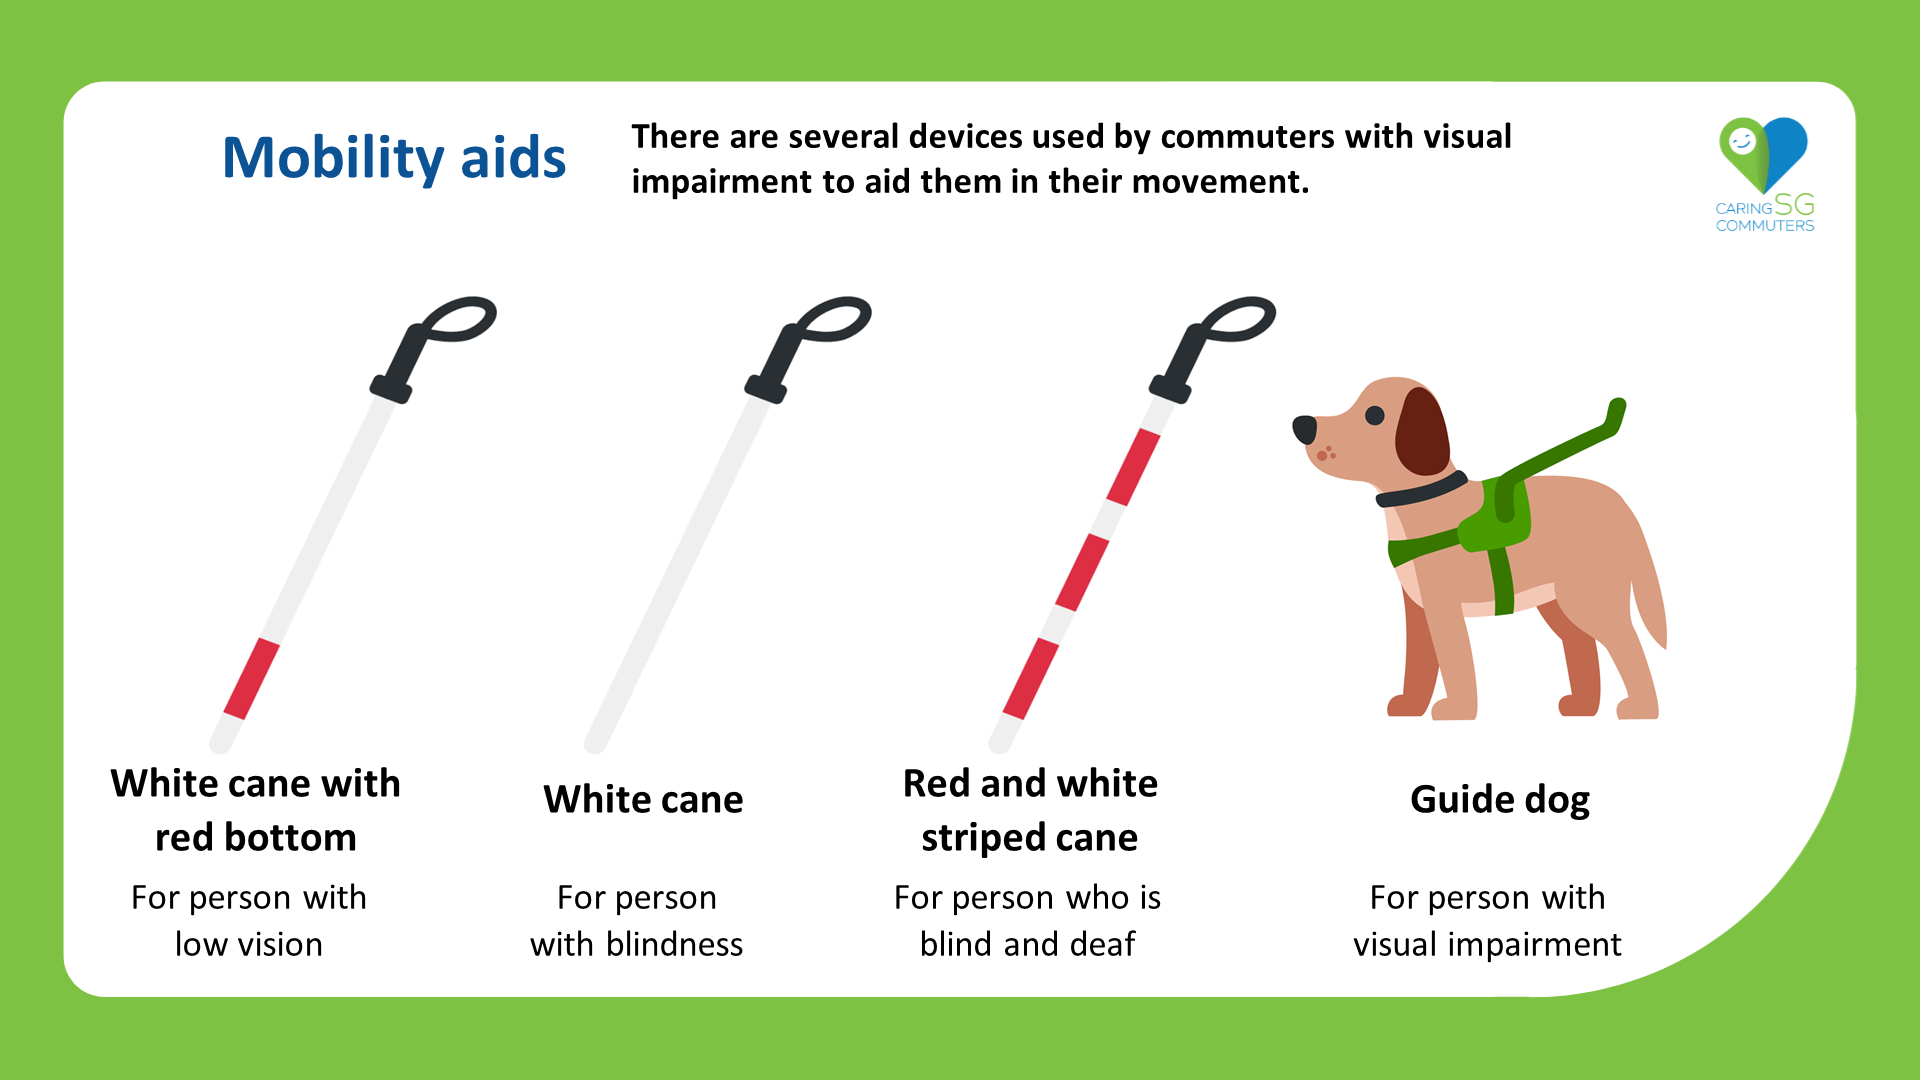 Mobility aids
There are several devices used by commuters with visual
impairment to aid them in their movement.
CARING SG
COMMUTERS
White cane with
red bottom
For person with
low vision
White cane
For person
with blindness
Red and white
striped cane
For person who is
blind and deaf
Guide dog
For person with
visual impairment